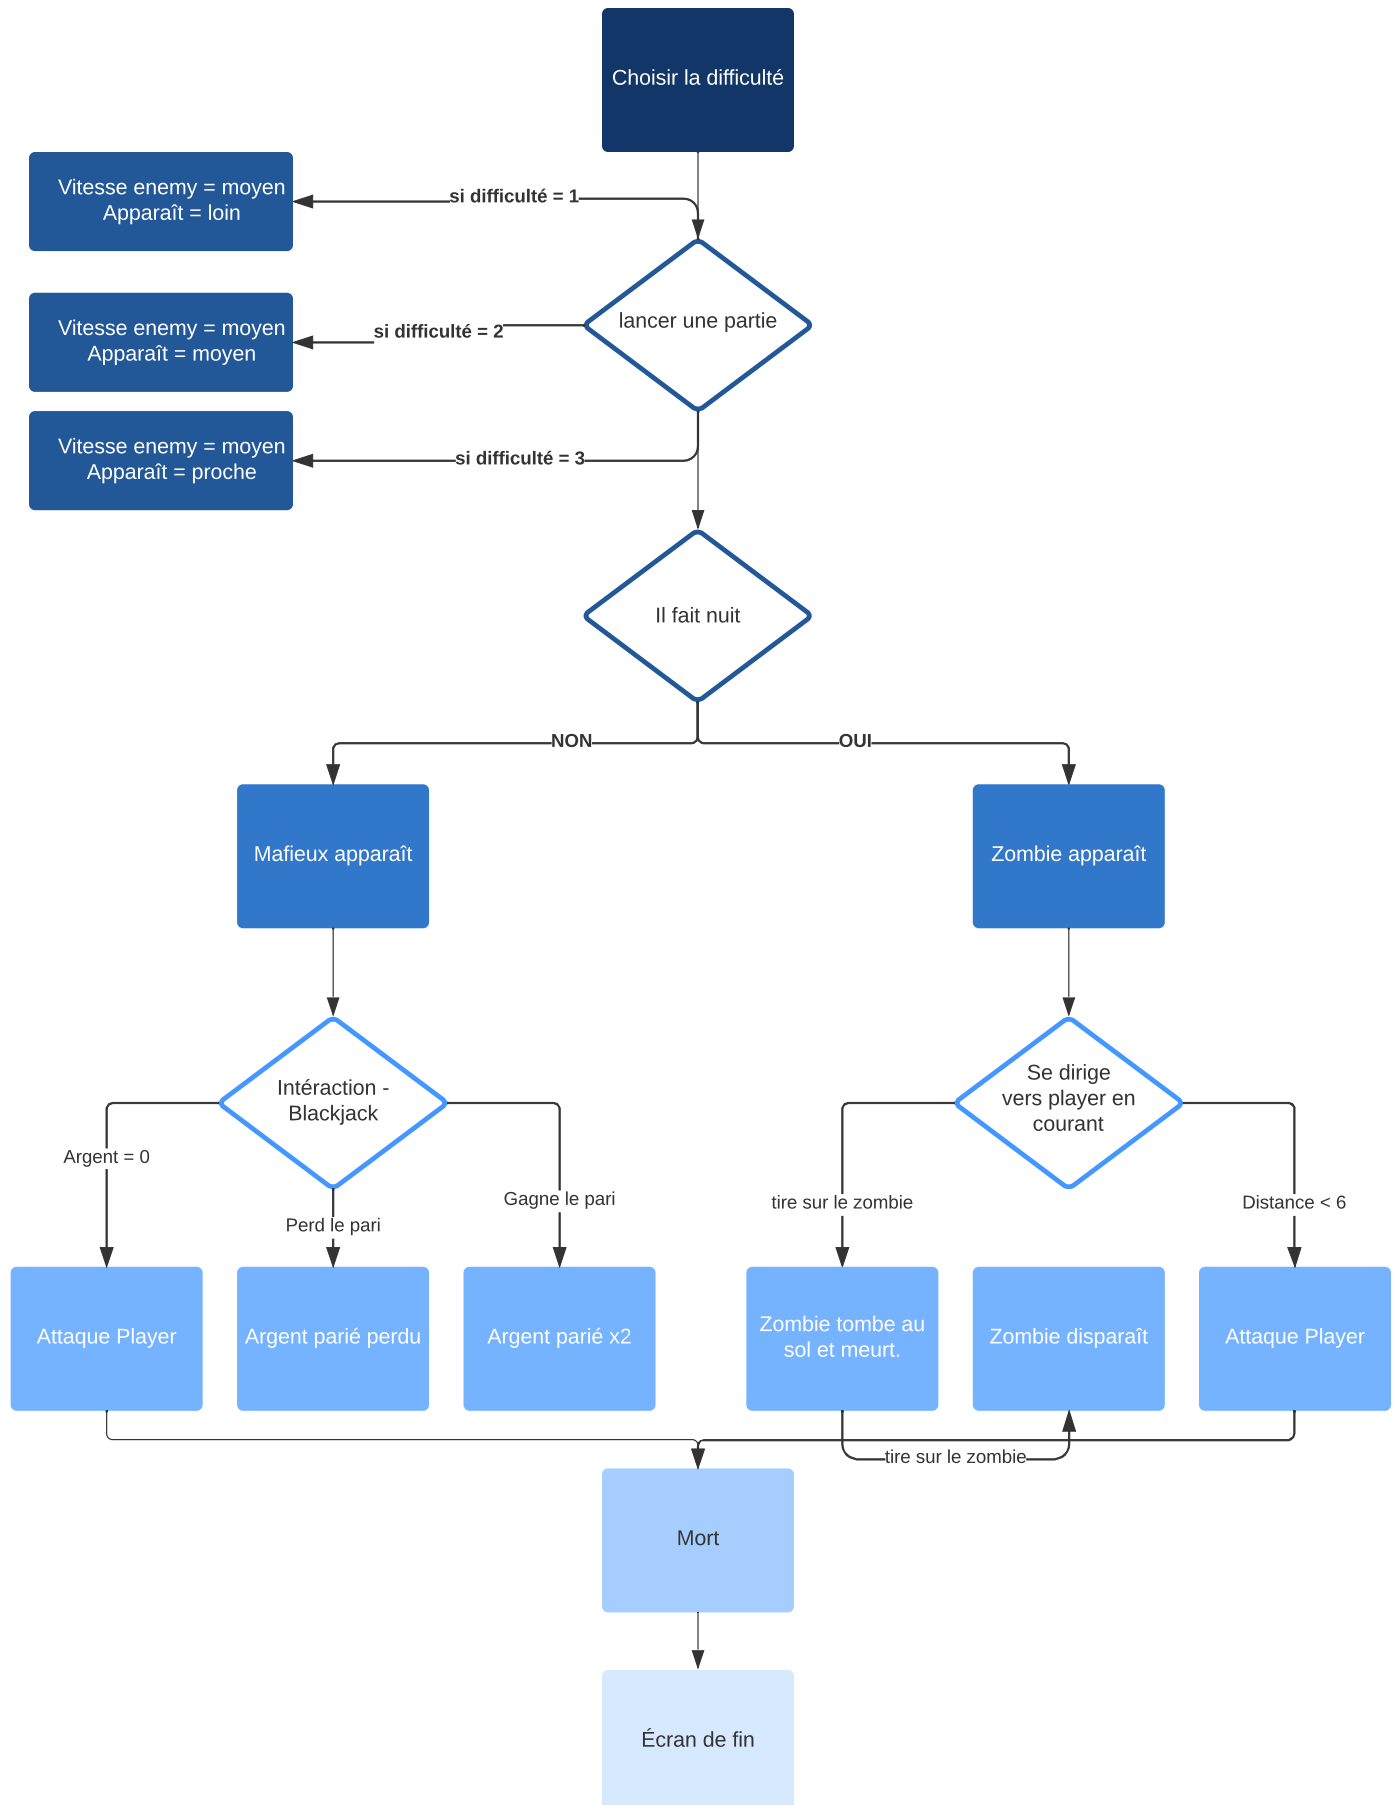 Choisir la difficulté
si difficulté = 1
Vitesse enemy = moyen
Apparaît = loin
lancer une partie
si difficulté = 2
Vitesse enemy = moyen
Apparaît = moyen
si difficulté = 3
Vitesse enemy = moyen
Apparaît = proche
Il fait nuit
NON
OUI
Mafieux apparaît
Zombie apparaît
Intéraction -
Blackjack
Se dirige
vers player en
courant
Argent = 0
Perd le pari
Gagne le pari
tire sur le zombie
Distance < 6
Attaque Player
Argent parié perdu
Argent parié x2
Zombie tombe au
sol et meurt.
Zombie disparaît
Attaque Player
tire sur le zombie
Mort
Écran de fin